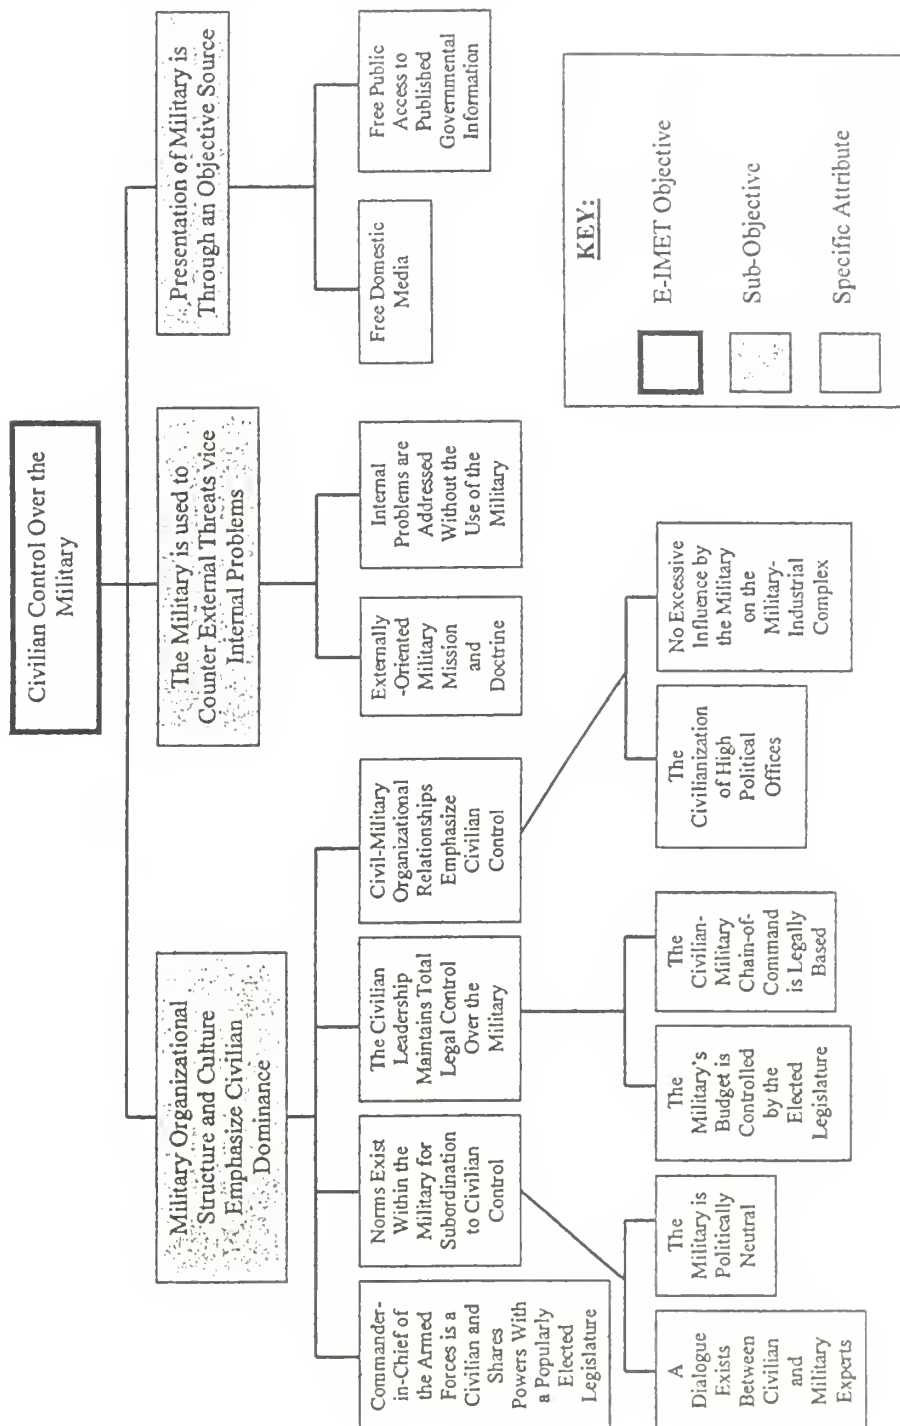 Civilian Control Over the
Military
Military Organizational
Structure and Culture
Emphasize Civilian
Dominance
The Military is used to
Counter External Threats vice
Internal Problems
Presentation of Military is
Through an Objective Source
Commander-
in-Chief of
the Armed
Forces is a
Civilian and
Shares
Powers With
a Popularly
Elected
Legislature
Norms Exist
Within the
Military for
Subordination
to Civilian
Control
The Civilian
Leadership
Maintains Total
Legal Control
Over the
Military
Civil-Military
Organizational
Relationships
Emphasize
Civilian
Control
Externally
-Oriented
Military
Mission
and
Doctrine
Internal
Problems are
Addressed
Without the
Use of the
Military
Free Domestic
Media
Free Public
Access to
Published
Governmental
Information
A
Dialogue
Exists
Between
Civilian
and
Military
Experts
The
Military is
Politically
Neutral
The
Military's
Budget is
Controlled
by the
Elected
Legislature
The
Civilian-
Military
Chain-of-
Command
is Legally
Based
The
Civilianization
of High
Political
Offices
No Excessive
Influence by
the Military
on the
Military-
Industrial
Complex
KEY:
E-IMET Objective
Sub-Objective
Specific Attribute